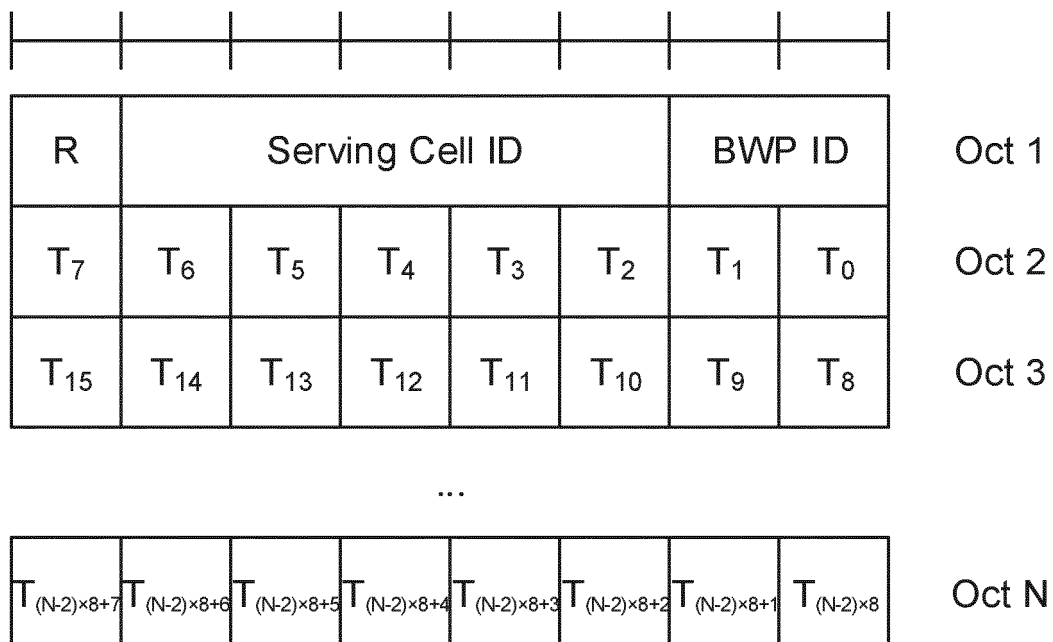 R Serving Cell ID BWP ID Oct 1
T₇ T₆ T₅ T₄ T₃ T₂ T₁ T₀ Oct 2
T₁₅ T₁₄ T₁₃ T₁₂ T₁₁ T₁₀ T₉ T₈ Oct 3
...
T₍N-2₎×8+7 T₍N-2₎×8+6 T₍N-2₎×8+5 T₍N-2₎×8+4 T₍N-2₎×8+3 T₍N-2₎×8+2 T₍N-2₎×8+1 T₍N-2₎×8 Oct N